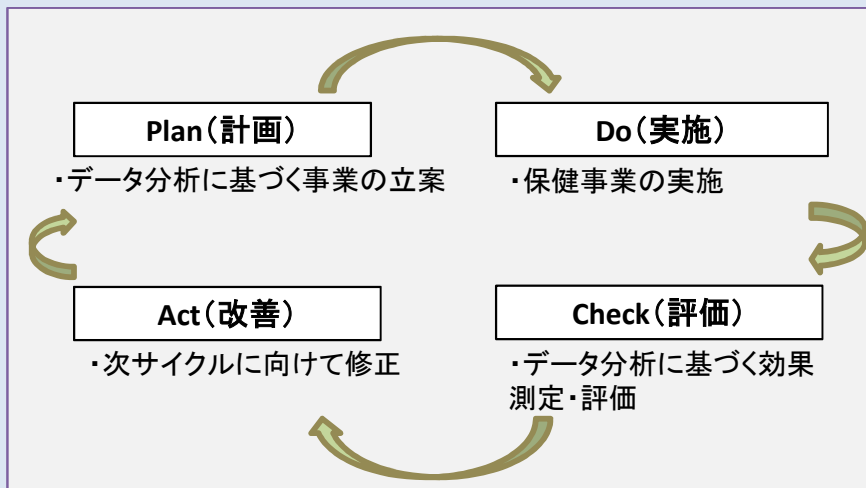 Plan(計画)
・データ分析に基づく事業の立案
Do(実施)
・保健事業の実施
Act(改善)
・次サイクルに向けて修正
Check(評価)
・データ分析に基づく効果
測定・評価